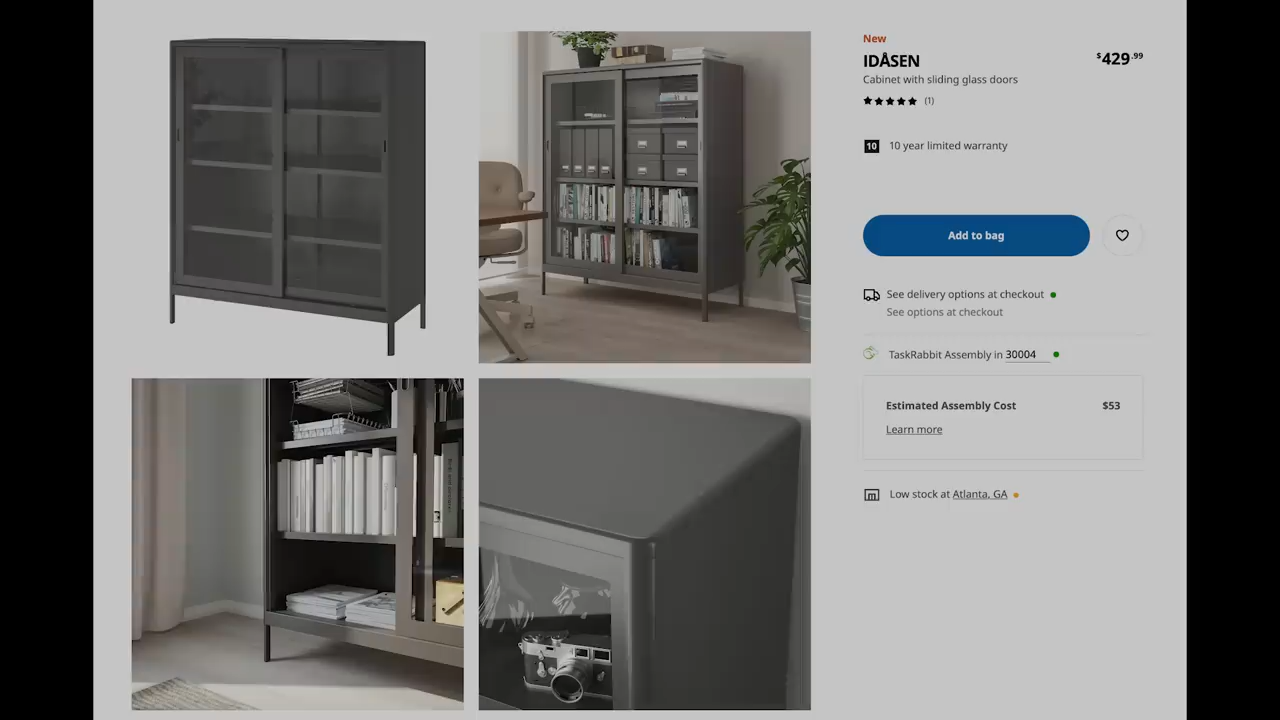 New
IDÅSEN
$429.99
Cabinet with sliding glass doors
(1)
10 10 year limited warranty
Add to bag
See delivery options at checkout
See options at checkout
TaskRabbit Assembly in 30004
Estimated Assembly Cost $53
Learn more
Low stock at Atlanta, GA